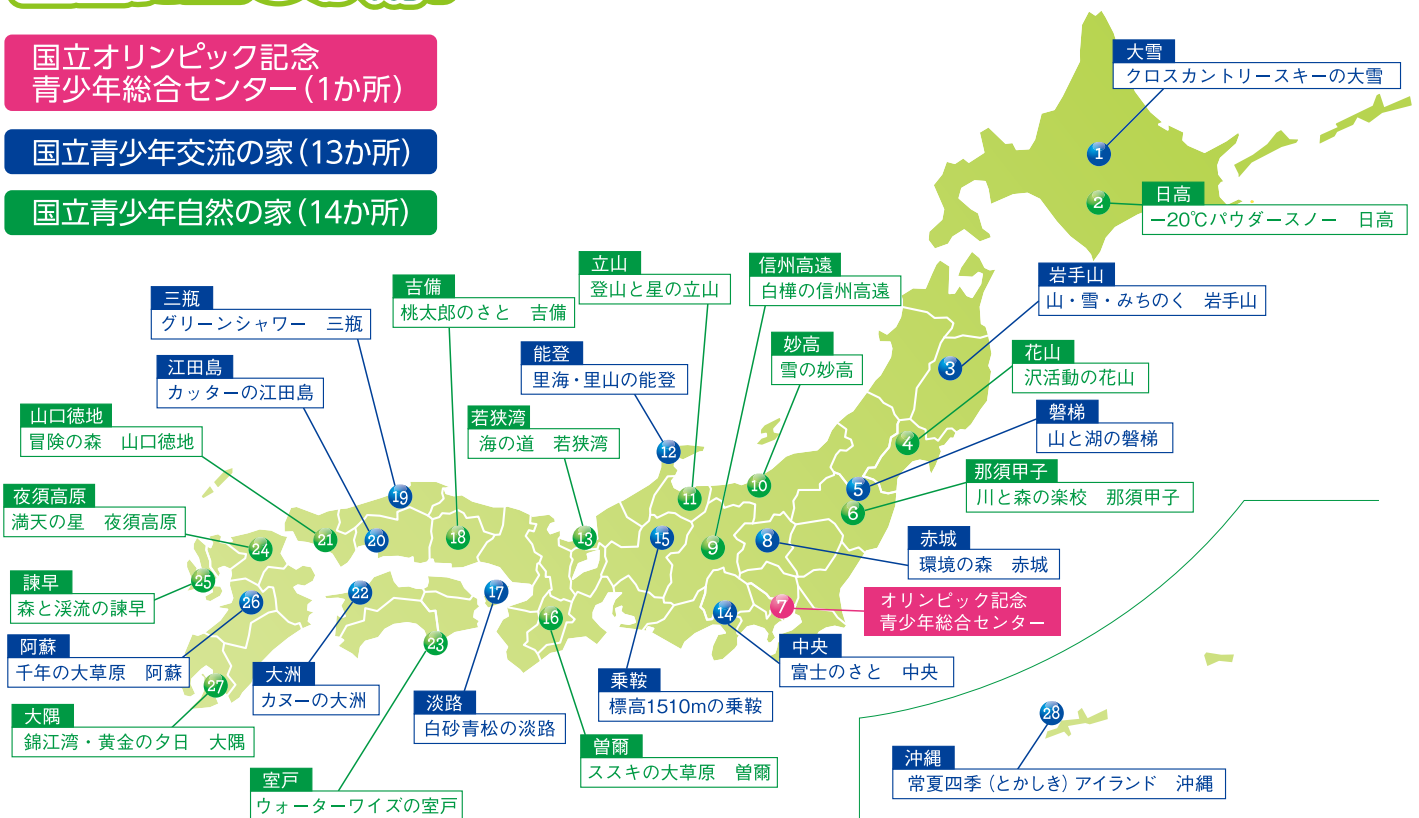 国立オリンピック記念
青少年総合センター（1か所）
国立青少年交流の家（13か所）
国立青少年自然の家（14か所）
大雪
クロスカントリースキーの大雪
1
2
日高
−20℃パウダースノー　日高
岩手山
山・雪・みちのく　岩手山
3
花山
沢活動の花山
4
磐梯
山と湖の磐梯
5
那須甲子
川と森の楽校　那須甲子
6
赤城
環境の森　赤城
8
7
オリンピック記念
青少年総合センター
14
中央
富士のさと　中央
信州高遠
白樺の信州高遠
9
妙高
雪の妙高
10
立山
登山と星の立山
11
能登
里海・里山の能登
12
若狭湾
海の道　若狭湾
13
15
乗鞍
標高1510mの乗鞍
16
曽爾
ススキの大草原　曽爾
17
淡路
白砂青松の淡路
吉備
桃太郎のさと　吉備
18
三瓶
グリーンシャワー　三瓶
19
江田島
カッターの江田島
20
山口徳地
冒険の森　山口徳地
21
22
大洲
カヌーの大洲
23
室戸
ウォーターワイズの室戸
夜須高原
満天の星　夜須高原
24
諫早
森と渓流の諫早
25
阿蘇
千年の大草原　阿蘇
26
大隅
錦江湾・黄金の夕日　大隅
27
28
沖縄
常夏四季（とかしき）アイランド　沖縄